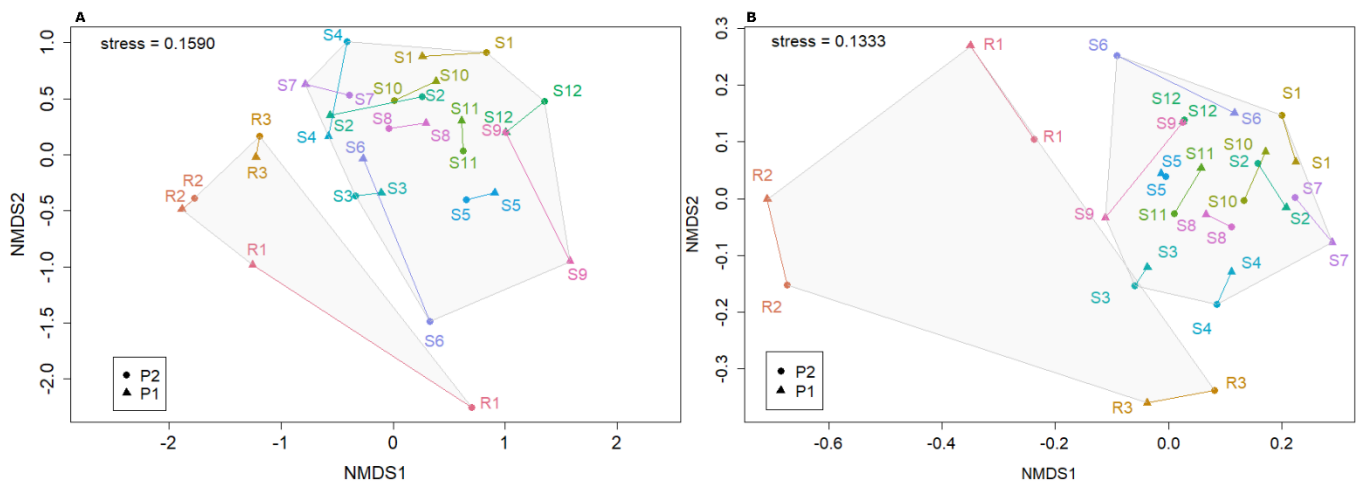 A
stress = 0.1590
S4
S1
S1
S10
S7
S7
S10
S2
S12
S8
S11
S12
S2
S8
S9
S4
R3
S6
S11
R3
R2
S3
S3
S5
S5
R2
R1
S9
S6
R1
P2
P1
1.0
0.5
0.0
-0.5
-1.0
-1.5
-2.0
NMDS2
-2
-1
0
1
2
NMDS1
B
stress = 0.1333
R1
S6
S12
S1
R1
S9
S6
S10
S1
S5
S11
S2
R2
S5
S7
S9
S11
S10
S8
S2
S8
S7
S3
S4
S3
R2
S4
R3
R3
P2
P1
0.3
0.2
0.1
0.0
-0.1
-0.2
-0.3
NMDS2
-0.6
-0.4
-0.2
0.0
0.2
NMDS1